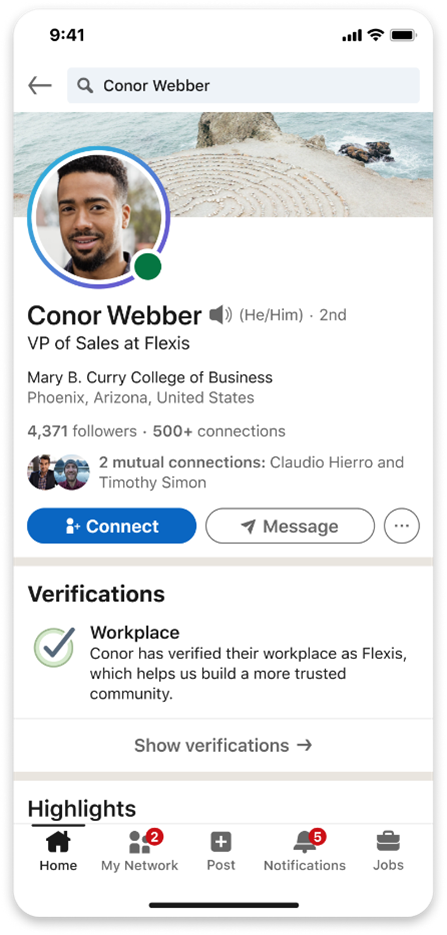 9:41
Conor Webber
Conor Webber (He/Him) · 2nd
VP of Sales at Flexis
Mary B. Curry College of Business
Phoenix, Arizona, United States
4,371 followers · 500+ connections
2 mutual connections: Claudio Hierro and
Timothy Simon
Connect
Message
Verifications
Workplace
Conor has verified their workplace as Flexis,
which helps us build a more trusted
community.
Show verifications →
Highlights
2
5
Home
My Network
Post
Notifications
Jobs